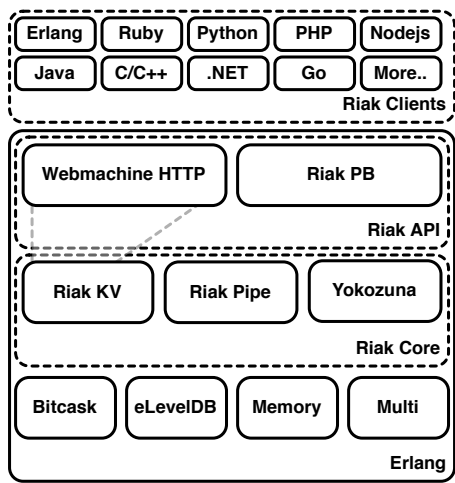 Erlang Ruby Python PHP Nodejs
Java C/C++ .NET Go More..
Riak Clients
Webmachine HTTP Riak PB
Riak API
Riak KV Riak Pipe Yokozuna
Riak Core
Bitcask eLevelDB Memory Multi
Erlang